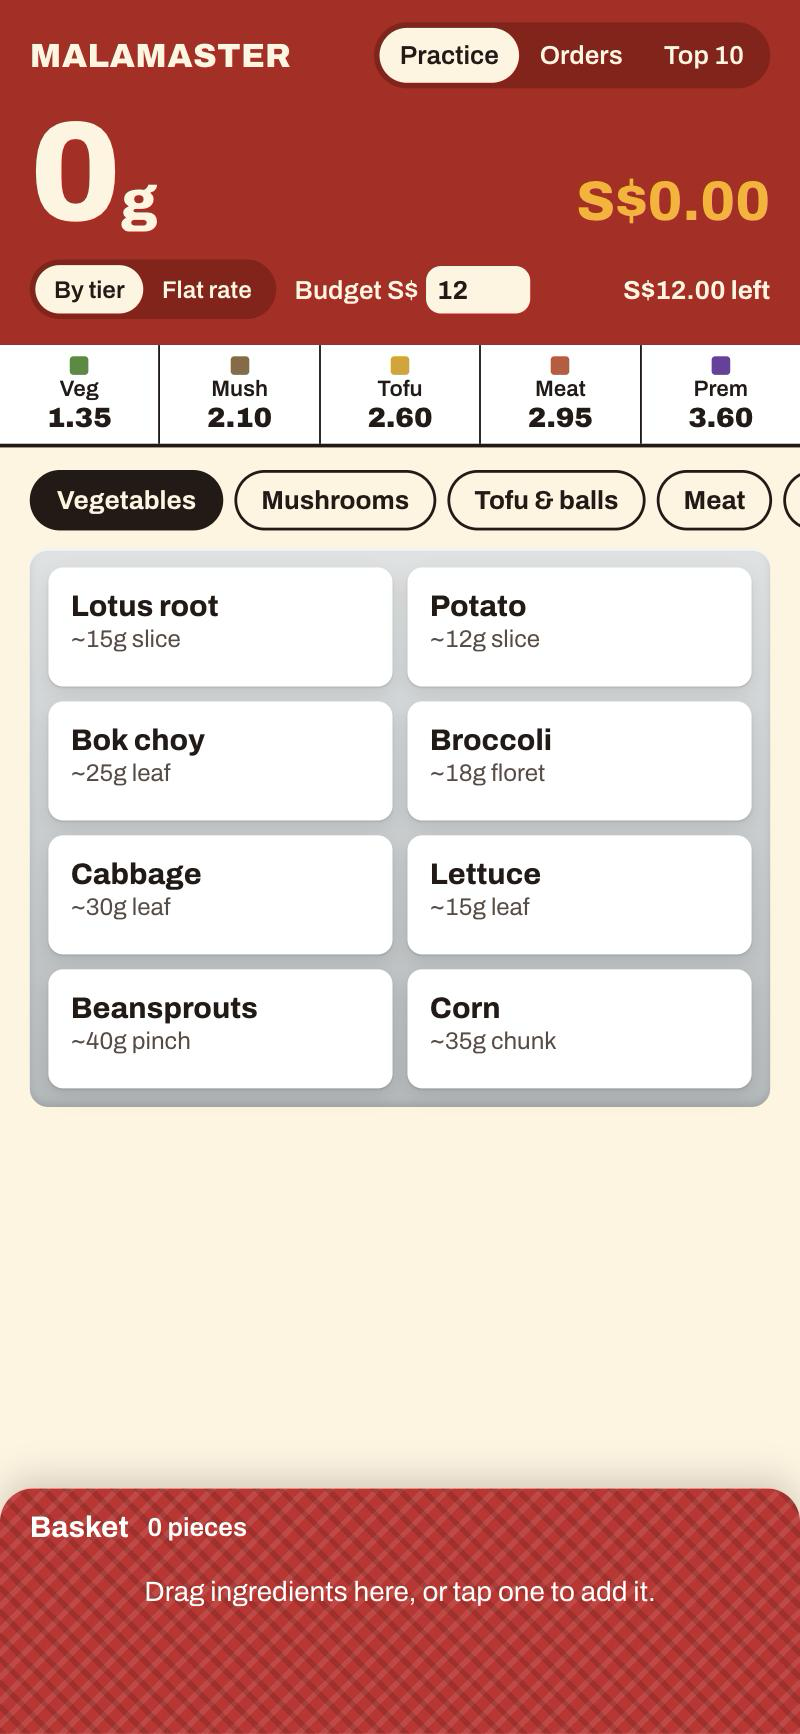 MALAMASTER
Practice Orders Top 10
0g
S$0.00
By tier Flat rate Budget S$ 12 S$12.00 left
Veg Mush Tofu Meat Prem
1.35 2.10 2.60 2.95 3.60
Vegetables Mushrooms Tofu & balls Meat
Lotus root Potato
~15g slice ~12g slice
Bok choy Broccoli
~25g leaf ~18g floret
Cabbage Lettuce
~30g leaf ~15g leaf
Beansprouts Corn
~40g pinch ~35g chunk
Basket 0 pieces
Drag ingredients here, or tap one to add it.